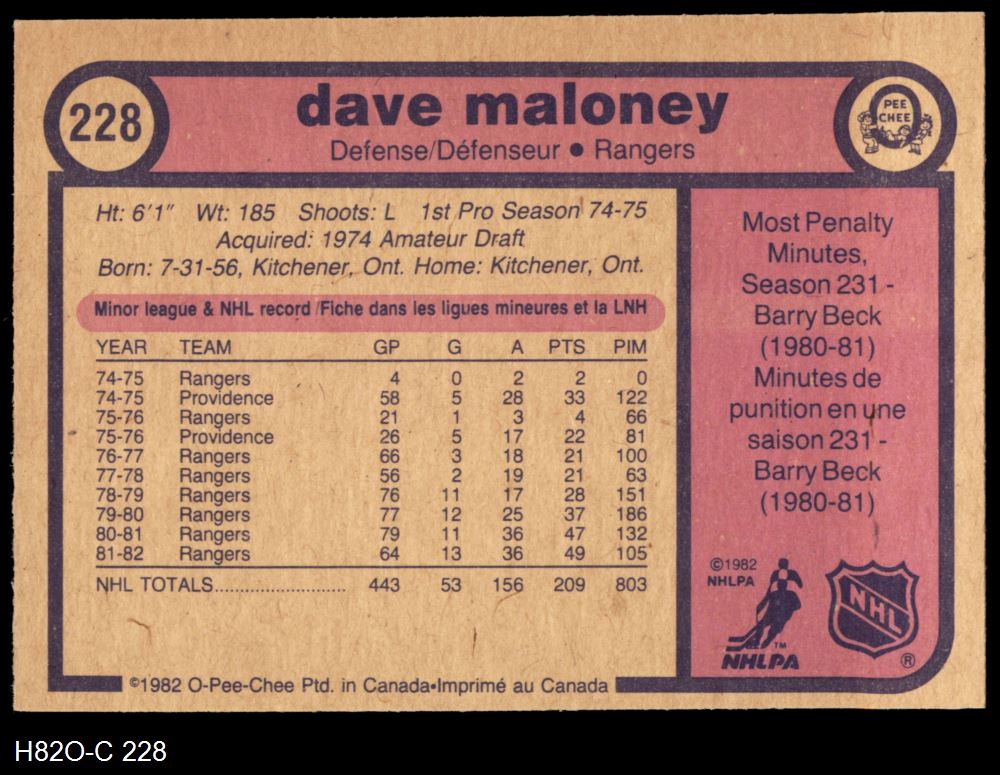 228
dave maloney
Defense/Défenseur ● Rangers
PEE
CHEE
Ht: 6'1" Wt: 185 Shoots: L 1st Pro Season 74-75
Acquired: 1974 Amateur Draft
Born: 7-31-56, Kitchener, Ont. Home: Kitchener, Ont.
Minor league & NHL record /Fiche dans les ligues mineures et la LNH
YEAR TEAM GP G A PTS PIM
74-75 Rangers 4 0 2 2 0
74-75 Providence 58 5 28 33 122
75-76 Rangers 21 1 3 4 66
75-76 Providence 26 5 17 22 81
76-77 Rangers 66 3 18 21 100
77-78 Rangers 56 2 19 21 63
78-79 Rangers 76 11 17 28 151
79-80 Rangers 77 12 25 37 186
80-81 Rangers 79 11 36 47 132
81-82 Rangers 64 13 36 49 105
NHL TOTALS...................... 443 53 156 209 803
©1982 O-Pee-Chee Ptd. in Canada•Imprimé au Canada
Most Penalty
Minutes,
Season 231 -
Barry Beck
(1980-81)
Minutes de
punition en une
saison 231 -
Barry Beck
(1980-81)
©1982
NHLPA
TM
NHLPA
NHL
®
H82O-C 228